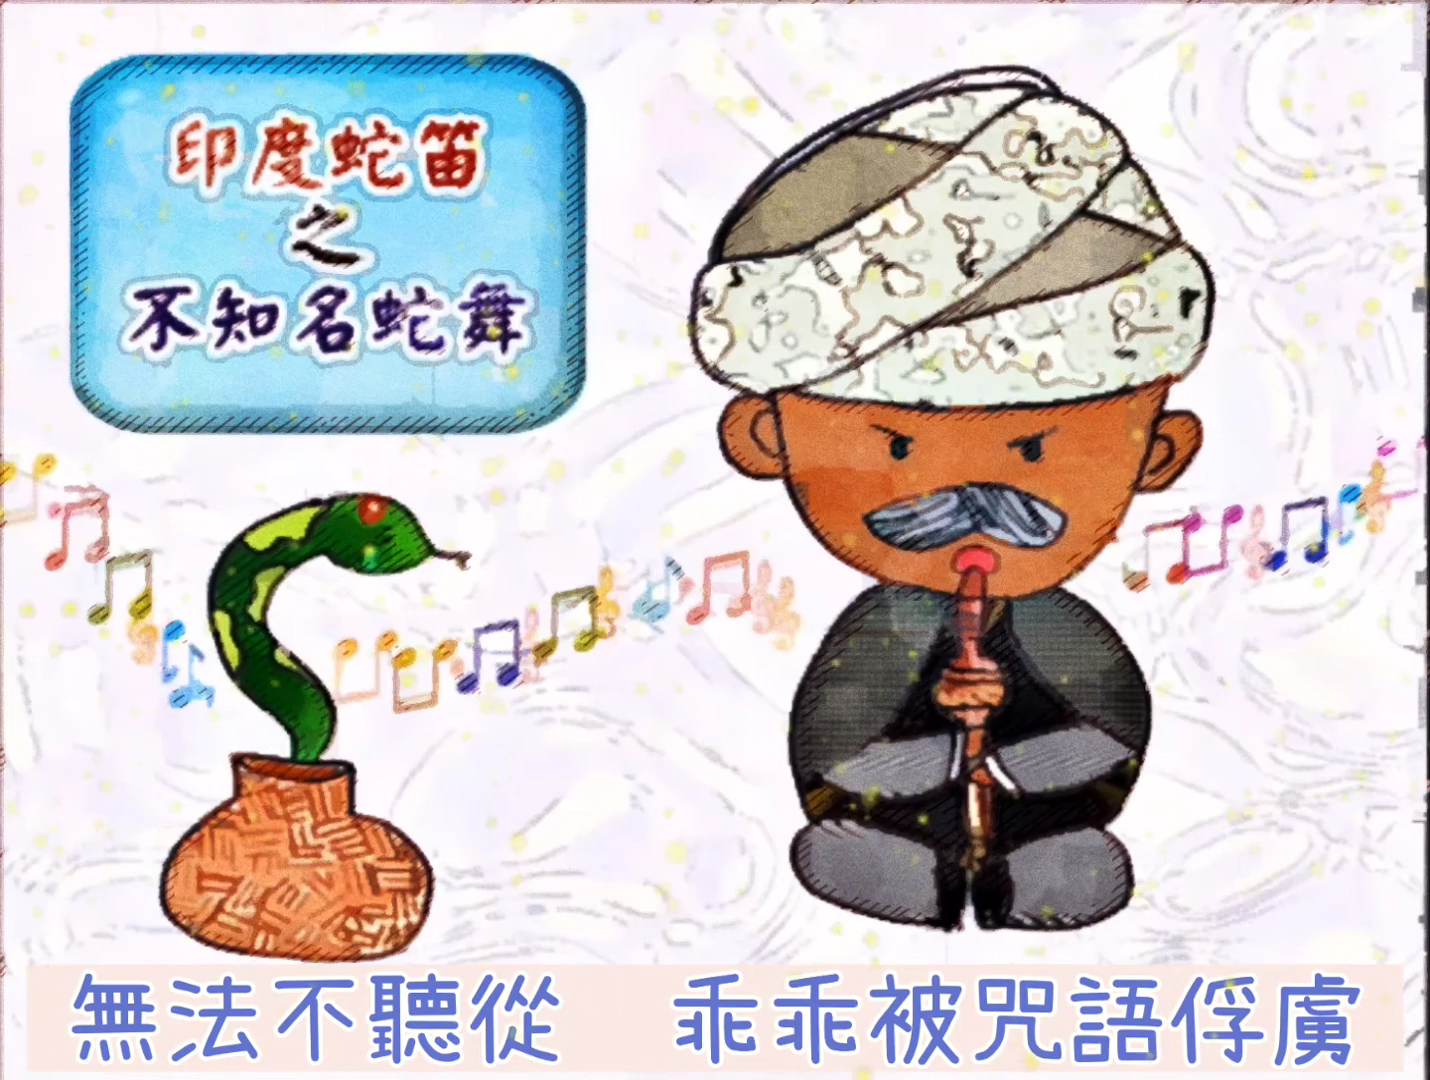 印度蛇笛
之
不知名蛇舞
無法不聽從 乖乖被咒語俘虜